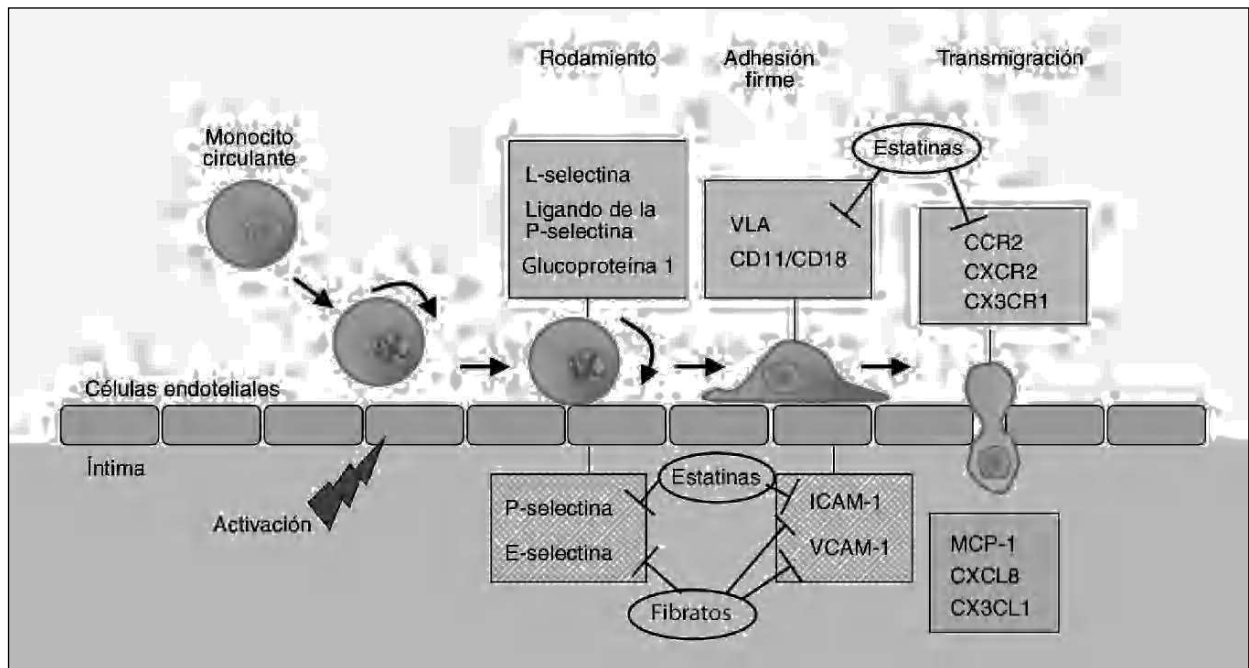 Rodamiento
Adhesión
firme
Transmigración
Monocito
circulante
Estatinas
L-selectina
Ligando de la
P-selectina
Glucoproteína 1
VLA
CD11/CD18
CCR2
CXCR2
CX3CR1
Células endoteliales
Íntima
Activación
Estatinas
P-selectina
E-selectina
ICAM-1
VCAM-1
Fibratos
MCP-1
CXCL8
CX3CL1